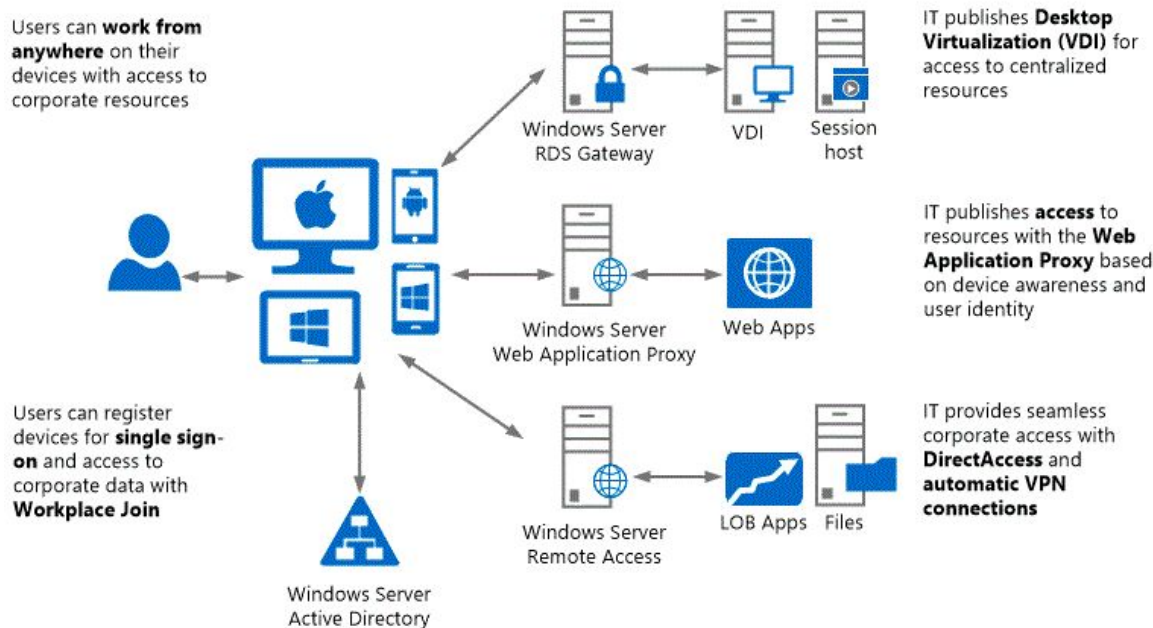 Users can work from
anywhere on their
devices with access to
corporate resources
IT publishes Desktop
Virtualization (VDI) for
access to centralized
resources
Windows Server
RDS Gateway
VDI
Session
host
IT publishes access to
resources with the Web
Application Proxy based
on device awareness and
user identity
Windows Server
Web Application Proxy
Web Apps
Users can register
devices for single sign-
on and access to
corporate data with
Workplace Join
IT provides seamless
corporate access with
DirectAccess and
automatic VPN
connections
Windows Server
Remote Access
LOB Apps
Files
Windows Server
Active Directory